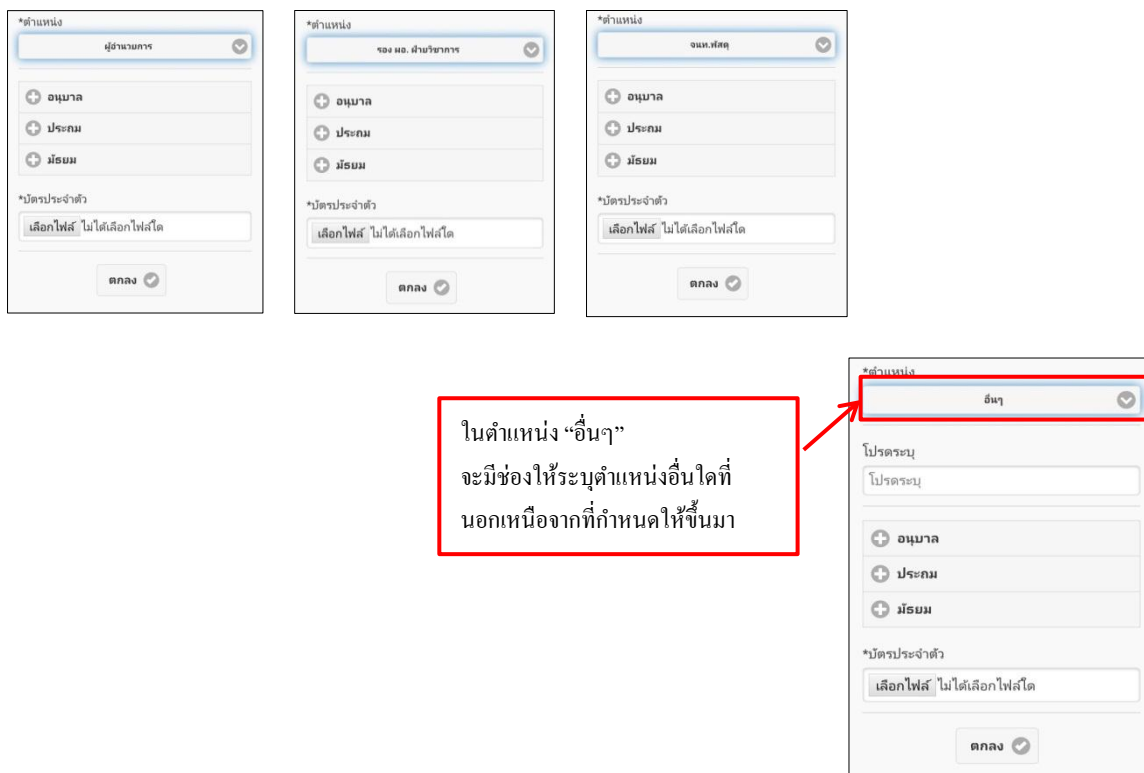 *ตำแหน่ง
ผู้อำนวยการ
อนุบาล
ประถม
มัธยม
*บัตรประจำตัว
เลือกไฟล์ ไม่ได้เลือกไฟล์ใด
ตกลง
*ตำแหน่ง
รอง ผอ. ฝ่ายวิชาการ
อนุบาล
ประถม
มัธยม
*บัตรประจำตัว
เลือกไฟล์ ไม่ได้เลือกไฟล์ใด
ตกลง
*ตำแหน่ง
จนท.พัสดุ
อนุบาล
ประถม
มัธยม
*บัตรประจำตัว
เลือกไฟล์ ไม่ได้เลือกไฟล์ใด
ตกลง
ในตำแหน่ง “อื่นๆ”
จะมีช่องให้ระบุตำแหน่งอื่นใดที่
นอกเหนือจากที่กำหนดให้ขึ้นมา
*ตำแหน่ง
อื่นๆ
โปรดระบุ
โปรดระบุ
อนุบาล
ประถม
มัธยม
*บัตรประจำตัว
เลือกไฟล์ ไม่ได้เลือกไฟล์ใด
ตกลง